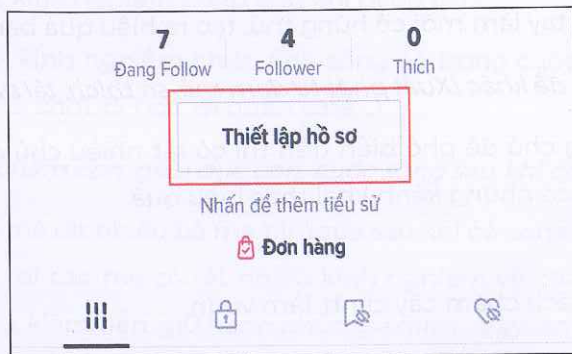 7 4 0
Đang Follow Follower Thích
Thiết lập hồ sơ
Nhấn để thêm tiểu sử
Đơn hàng